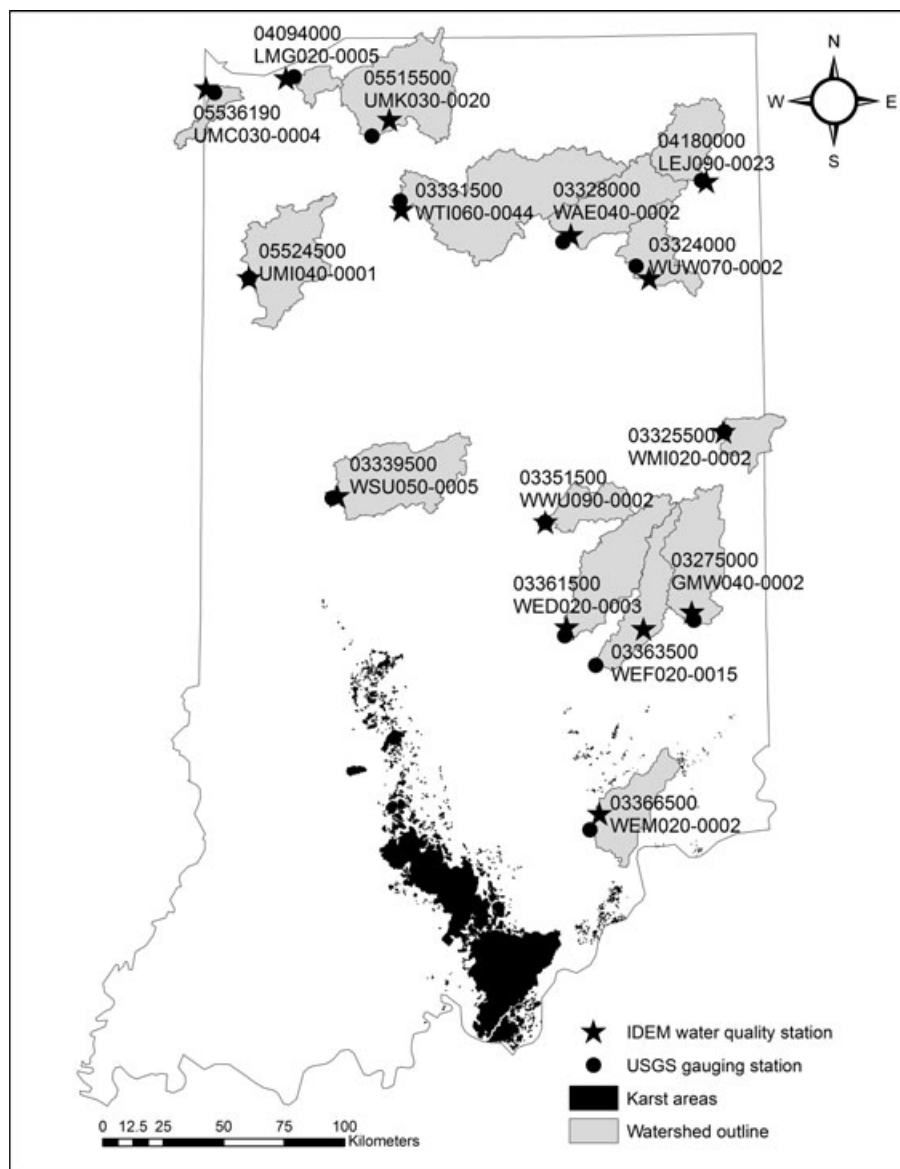 04094000
LMG020-0005
N
05515500
UMK030-0020
W
E
05536190
UMC030-0004
S
04180000
LEJ090-0023
03331500
WTI060-0044
03328000
WAE040-0002
03324000
WUW070-0002
05524500
UMI040-0001
03325500
WMI020-0002
03339500
WSU050-0005
03351500
WWU090-0002
03275000
GMW040-0002
03361500
WED020-0003
03363500
WEF020-0015
03366500
WEM020-0002
IDEM water quality station
USGS gauging station
Karst areas
Watershed outline
0 12.5 25 50 75 100
Kilometers